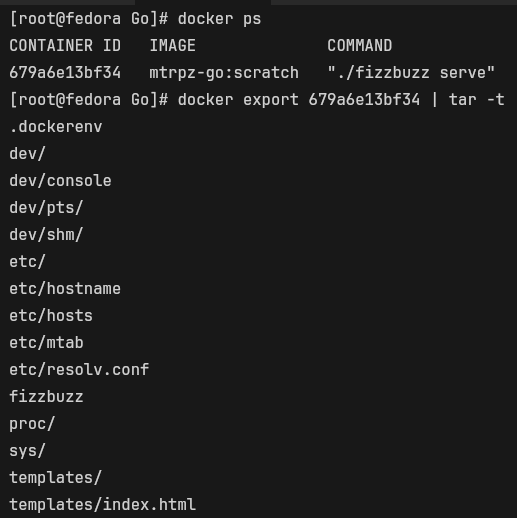 [root@fedora Go]# docker ps
CONTAINER ID   IMAGE             COMMAND
679a6e13bf34   mtrpz-go:scratch   "./fizzbuzz serve"
[root@fedora Go]# docker export 679a6e13bf34 | tar -t
.dockerenv
dev/
dev/console
dev/pts/
dev/shm/
etc/
etc/hostname
etc/hosts
etc/mtab
etc/resolv.conf
fizzbuzz
proc/
sys/
templates/
templates/index.html